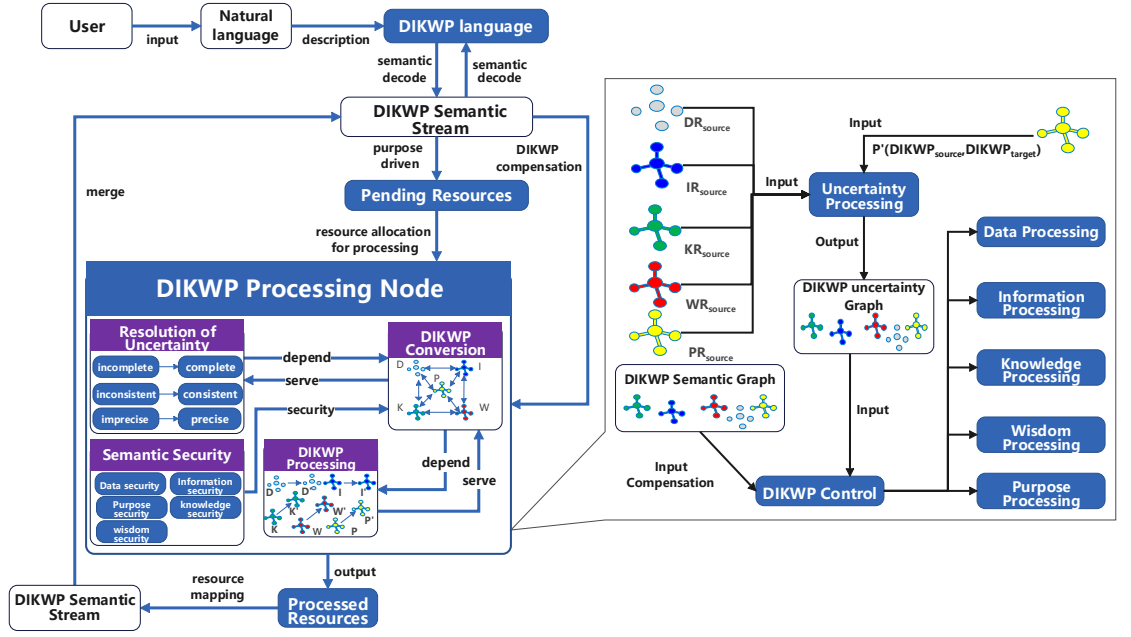 User
input
Natural
language
description
DIKWP language
semantic
decode
semantic
decode
DIKWP Semantic
Stream
purpose
driven
DIKWP
compensation
merge
Pending Resources
resource allocation
for processing
DIKWP Processing Node
Resolution of
Uncertainty
incomplete
complete
inconsistent
consistent
imprecise
precise
depend
serve
security
DIKWP
Conversion
D
I
P
K
W
Semantic Security
Data security
Information
security
Purpose
security
knowledge
security
wisdom
security
DIKWP
Processing
D
D'
I
I'
K
K'
W
W'
P
P'
depend
serve
output
Processed
Resources
resource
mapping
DIKWP Semantic
Stream
DRsource
IRsource
KRsource
WRsource
PRsource
Input
Input
P'(DIKWPsource,DIKWPtarget)
Uncertainty
Processing
Output
DIKWP uncertainty
Graph
DIKWP Semantic Graph
Input
Input
Compensation
DIKWP Control
Data Processing
Information
Processing
Knowledge
Processing
Wisdom
Processing
Purpose
Processing